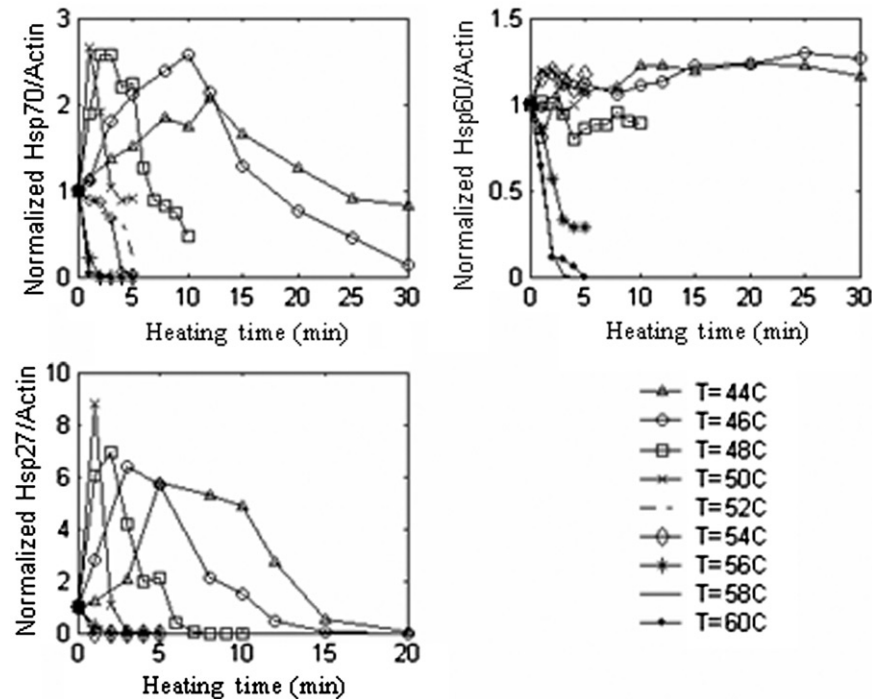 Normalized Hsp70/Actin
3
2
1
0
0 5 10 15 20 25 30
Heating time (min)
Normalized Hsp60/Actin
1.5
1.0
0.5
0
0 5 10 15 20 25 30
Heating time (min)
Normalized Hsp27/Actin
10
8
6
4
2
0
0 5 10 15 20
Heating time (min)
T=44C
T=46C
T=48C
T=50C
T=52C
T=54C
T=56C
T=58C
T=60C